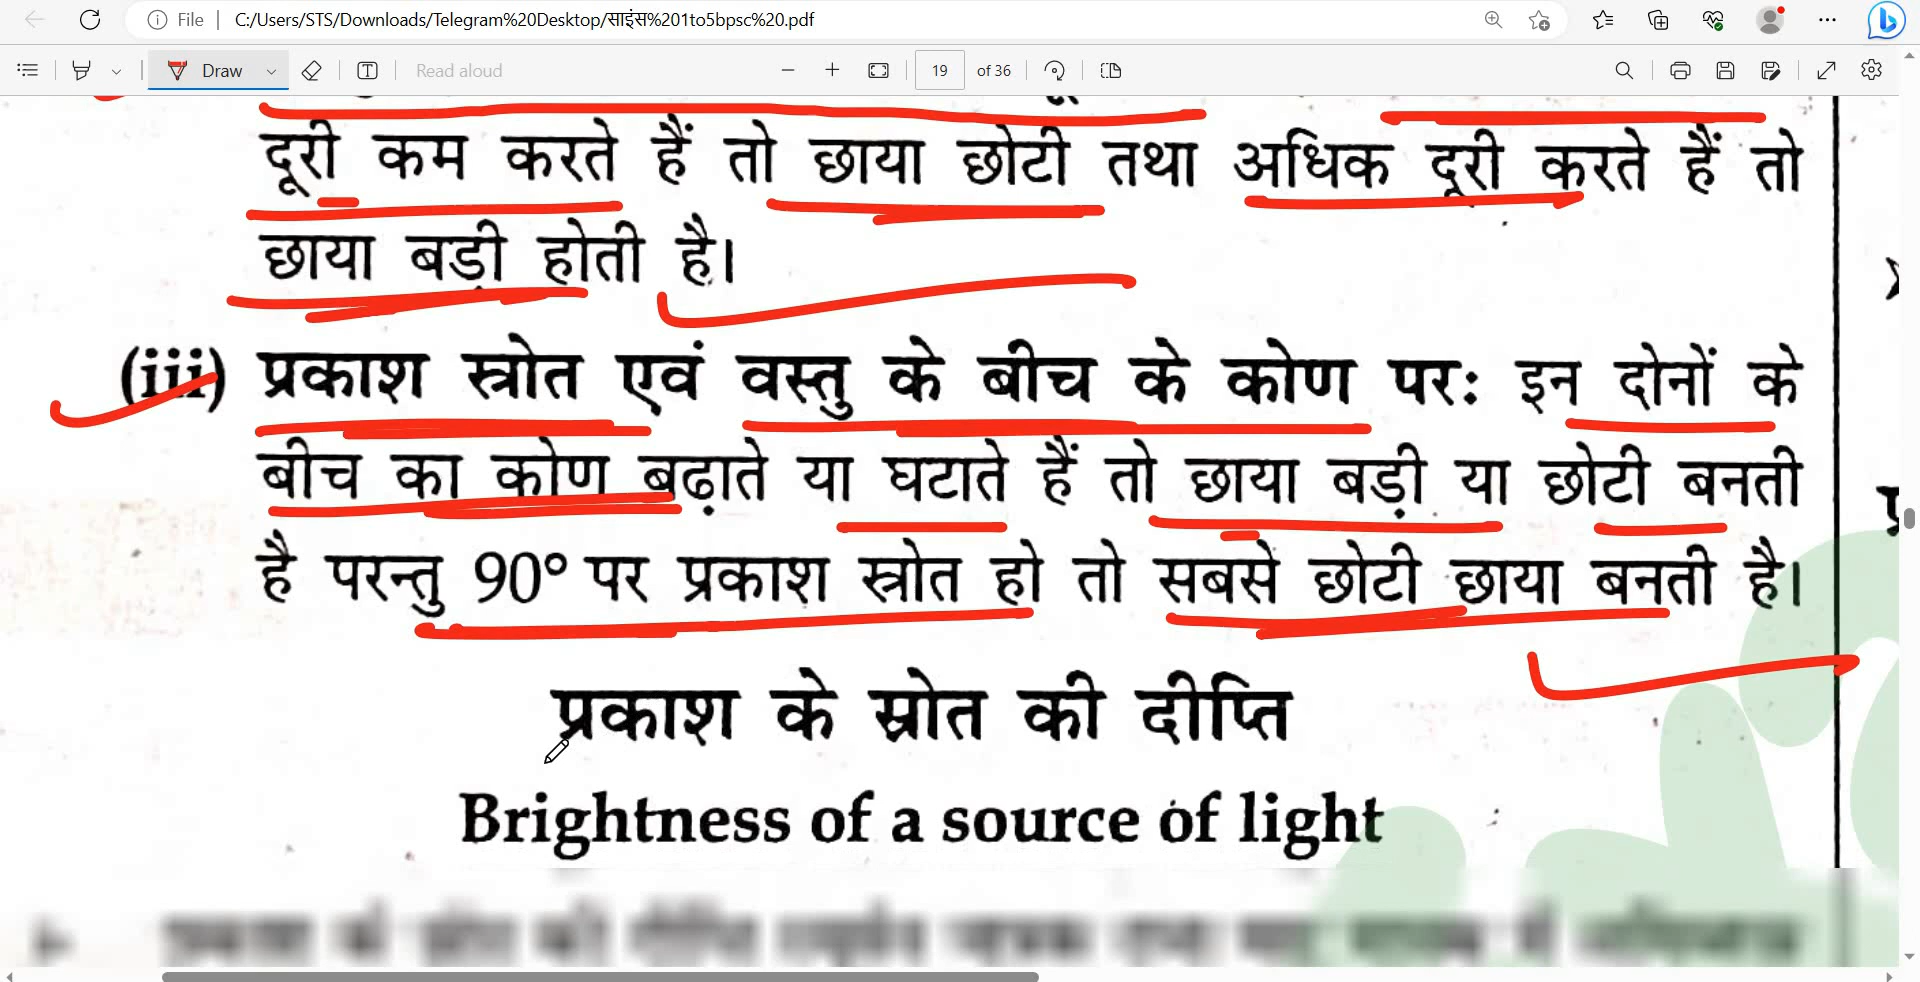 File
C:/Users/STS/Downloads/Telegram%20Desktop/साइंस%201to5bpsc%20.pdf
Draw
Read aloud
19
of 36
दूरी कम करते हैं तो छाया छोटी तथा अधिक दूरी करते हैं तो
छाया बड़ी होती है।
(iii) प्रकाश स्त्रोत एवं वस्तु के बीच के कोण परः इन दोनों के
बीच का कोण बढ़ाते या घटाते हैं तो छाया बड़ी या छोटी बनती
है परन्तु 90° पर प्रकाश स्त्रोत हो तो सबसे छोटी छाया बनती है।
प्रकाश के स्रोत की दीप्ति
Brightness of a source of light